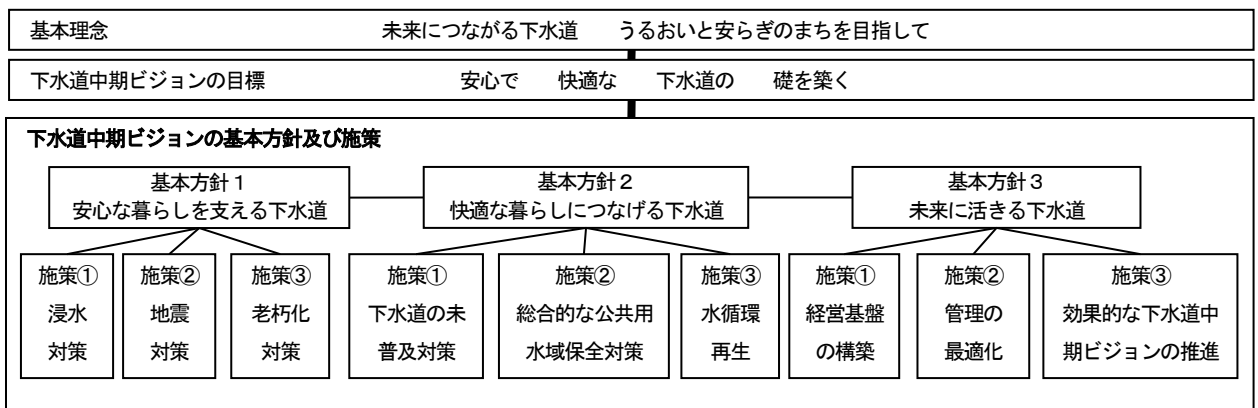 基本理念 未来につながる下水道 うるおいと安らぎのまちを目指して
下水道中期ビジョンの目標 安心で 快適な 下水道の 礎を築く
下水道中期ビジョンの基本方針及び施策
基本方針1
安心な暮らしを支える下水道
基本方針2
快適な暮らしにつなげる下水道
基本方針3
未来に活きる下水道
施策①
浸水
対策
施策②
地震
対策
施策③
老朽化
対策
施策①
下水道の未
普及対策
施策②
総合的な公共用
水域保全対策
施策③
水循環
再生
施策①
経営基盤
の構築
施策②
管理の
最適化
施策③
効果的な下水道中
期ビジョンの推進